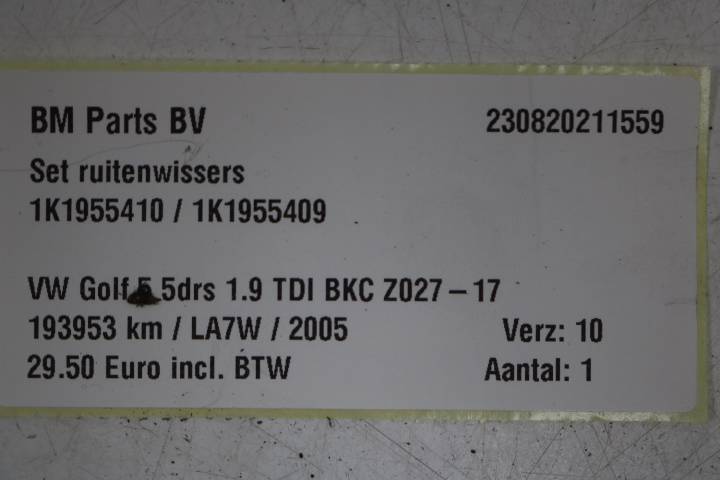 BM Parts BV 230820211559
Set ruitenwissers
1K1955410 / 1K1955409
VW Golf 5 5drs 1.9 TDI BKC Z027-17
193953 km / LA7W / 2005 Verz: 10
29.50 Euro incl. BTW Aantal: 1